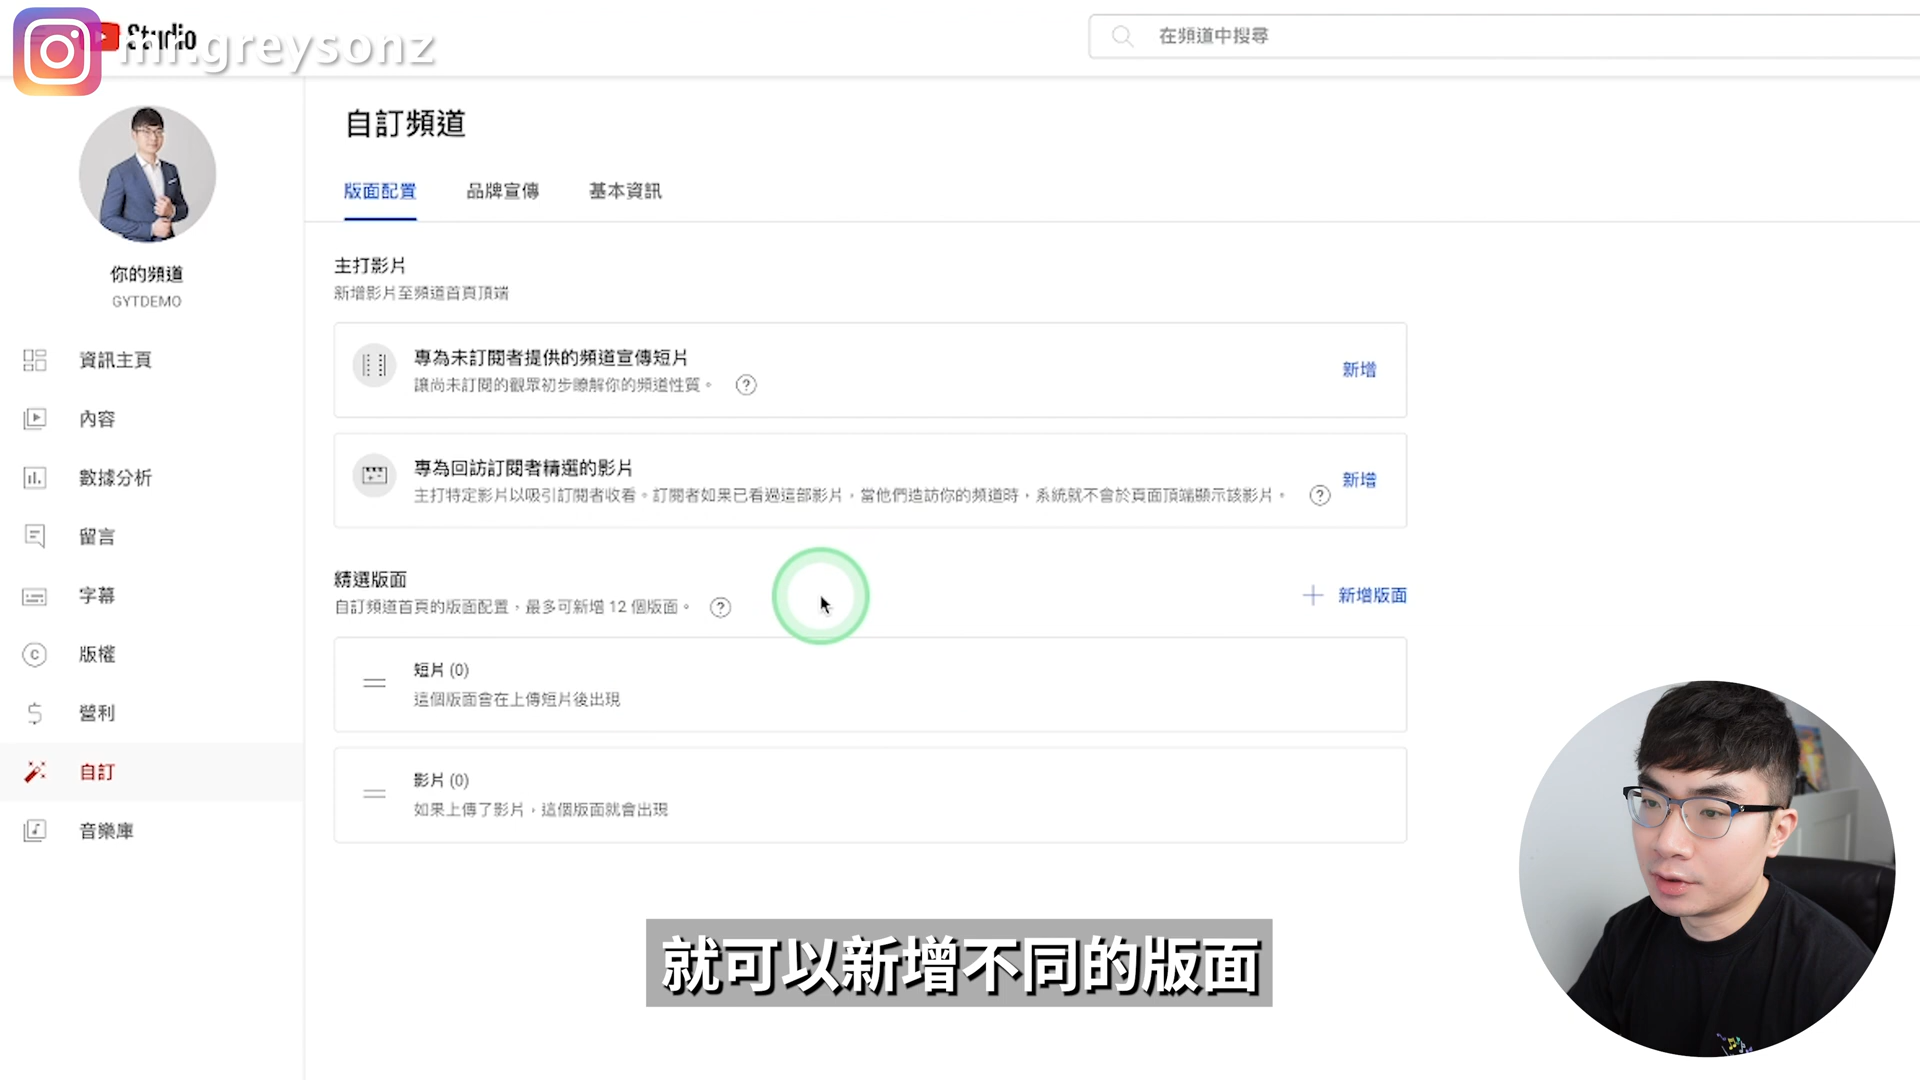 Studio
mr.greysonz
在頻道中搜尋
你的頻道
GYTDEMO
資訊主頁
內容
數據分析
留言
字幕
版權
營利
自訂
音樂庫
自訂頻道
版面配置
品牌宣傳
基本資訊
主打影片
新增影片至頻道首頁頂端
專為未訂閱者提供的頻道宣傳短片
讓尚未訂閱的觀眾初步瞭解你的頻道性質。
新增
專為回訪訂閱者精選的影片
主打特定影片以吸引訂閱者收看。訂閱者如果已看過這部影片，當他們造訪你的頻道時，系統就不會於頁面頂端顯示該影片。
新增
精選版面
自訂頻道首頁的版面配置，最多可新增 12 個版面。
新增版面
短片 (0)
這個版面會在上傳短片後出現
影片 (0)
如果上傳了影片，這個版面就會出現
就可以新增不同的版面